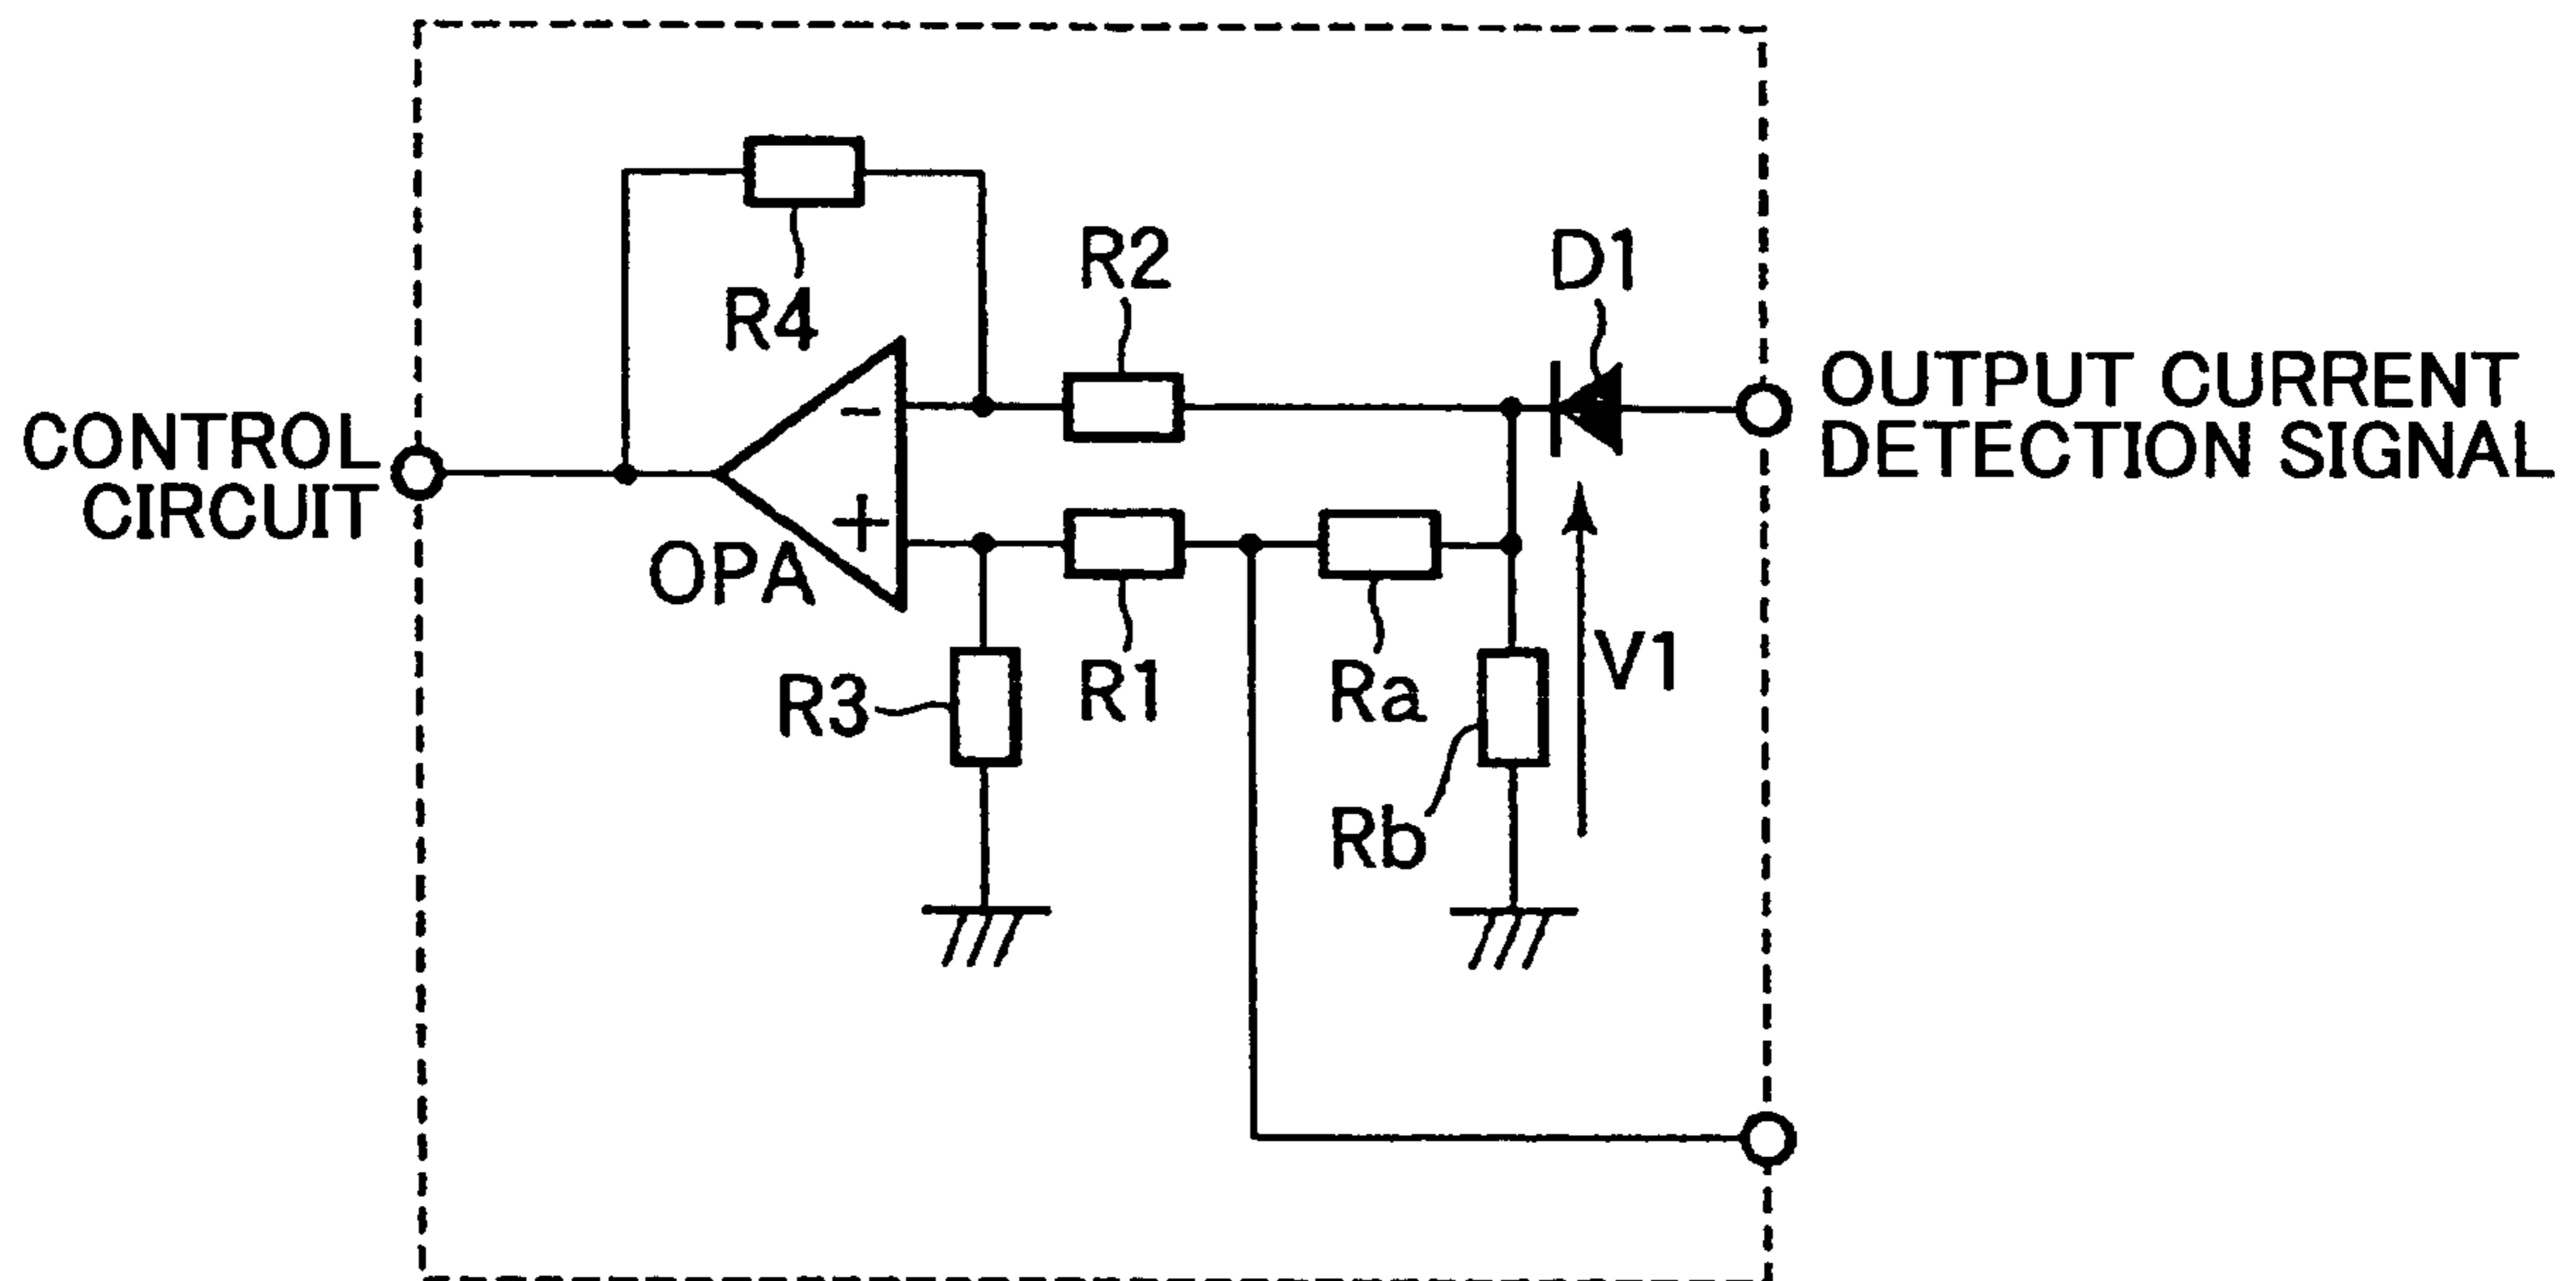 R4
R2
D1
OUTPUT CURRENT
DETECTION SIGNAL
CONTROL
CIRCUIT
−
+
OPA
R3
R1
Ra
V1
Rb